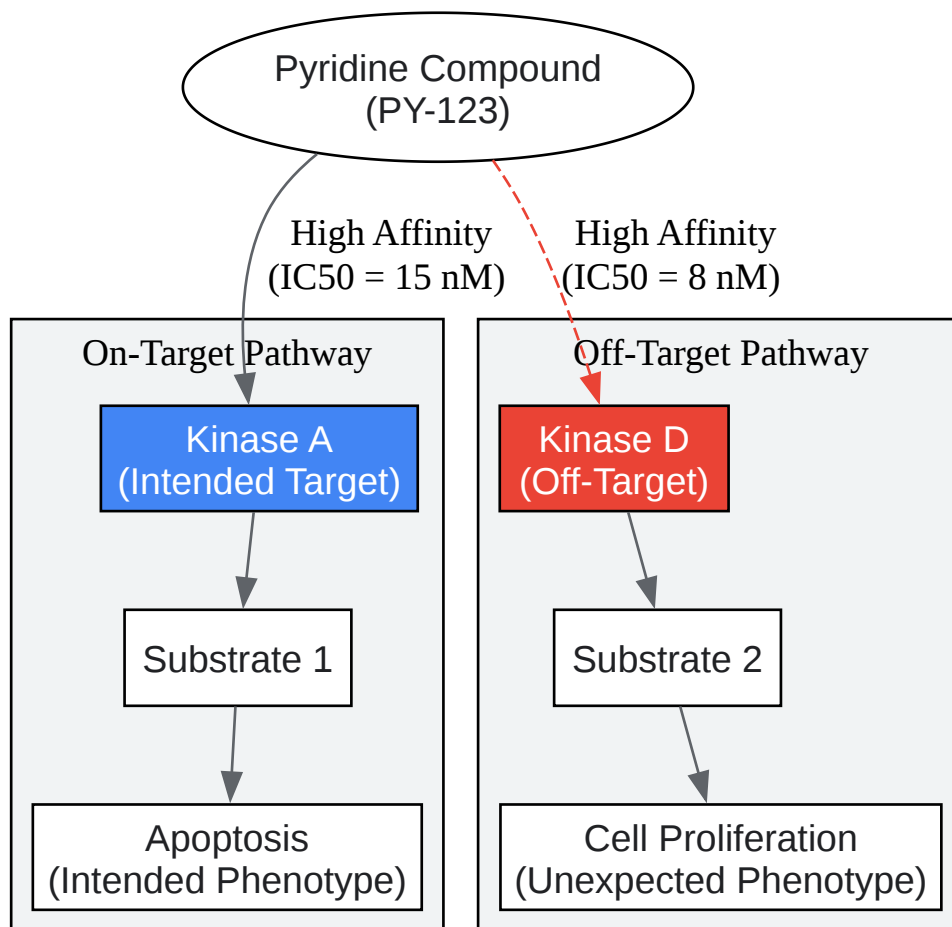 Pyridine Compound
(PY-123)
High Affinity
(IC50 = 15 nM)
High Affinity
(IC50 = 8 nM)
On-Target Pathway
Kinase A
(Intended Target)
Substrate 1
Apoptosis
(Intended Phenotype)
Off-Target Pathway
Kinase D
(Off-Target)
Substrate 2
Cell Proliferation
(Unexpected Phenotype)